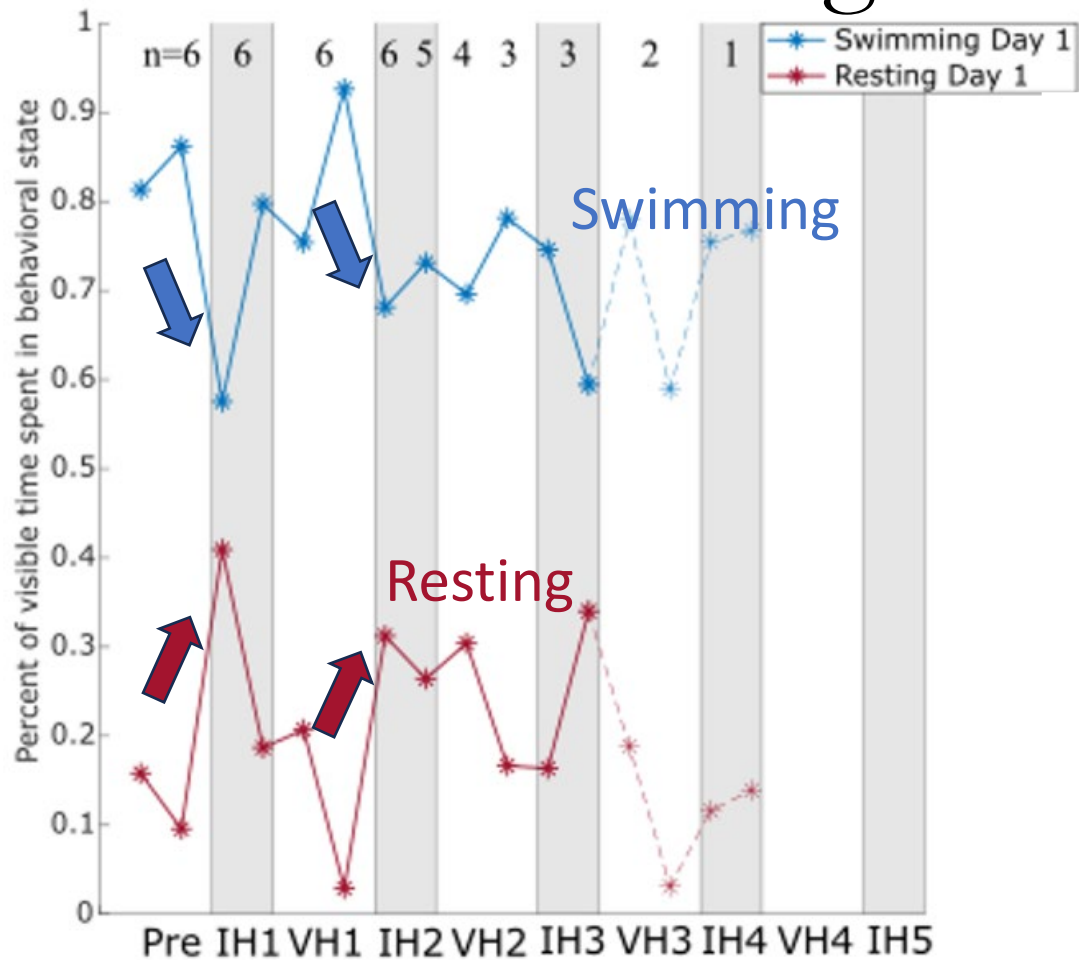 n=6 6 6 6 5 4 3 3 2 1
Swimming Day 1
Resting Day 1
Percent of visible time spent in behavioral state
1
0.9
0.8
0.7
0.6
0.5
0.4
0.3
0.2
0.1
0
Swimming
Resting
Pre IH1 VH1 IH2 VH2 IH3 VH3 IH4 VH4 IH5